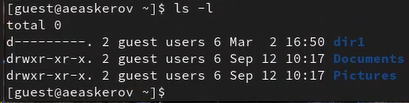 [guest@aeaskerov ~]$ ls -l
total 0
d---------. 2 guest users 6 Mar  2 16:50 dir1
drwxr-xr-x. 2 guest users 6 Sep 12 10:17 Documents
drwxr-xr-x. 2 guest users 6 Sep 12 10:17 Pictures
[guest@aeaskerov ~]$